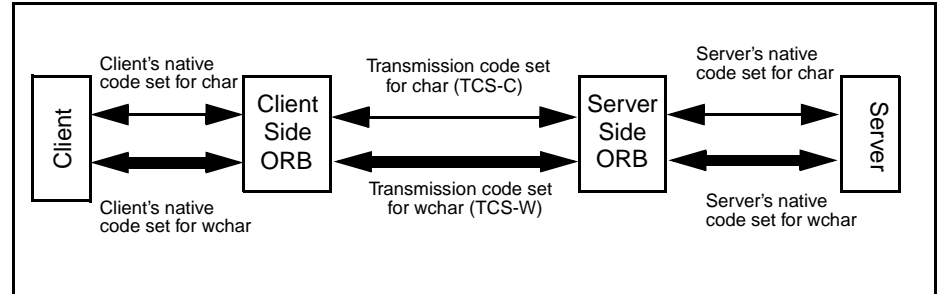 Client
Client's native
code set for char
Client's native
code set for wchar
Client
Side
ORB
Transmission code set
for char (TCS-C)
Transmission code set
for wchar (TCS-W)
Server
Side
ORB
Server's native
code set for char
Server's native
code set for wchar
Server